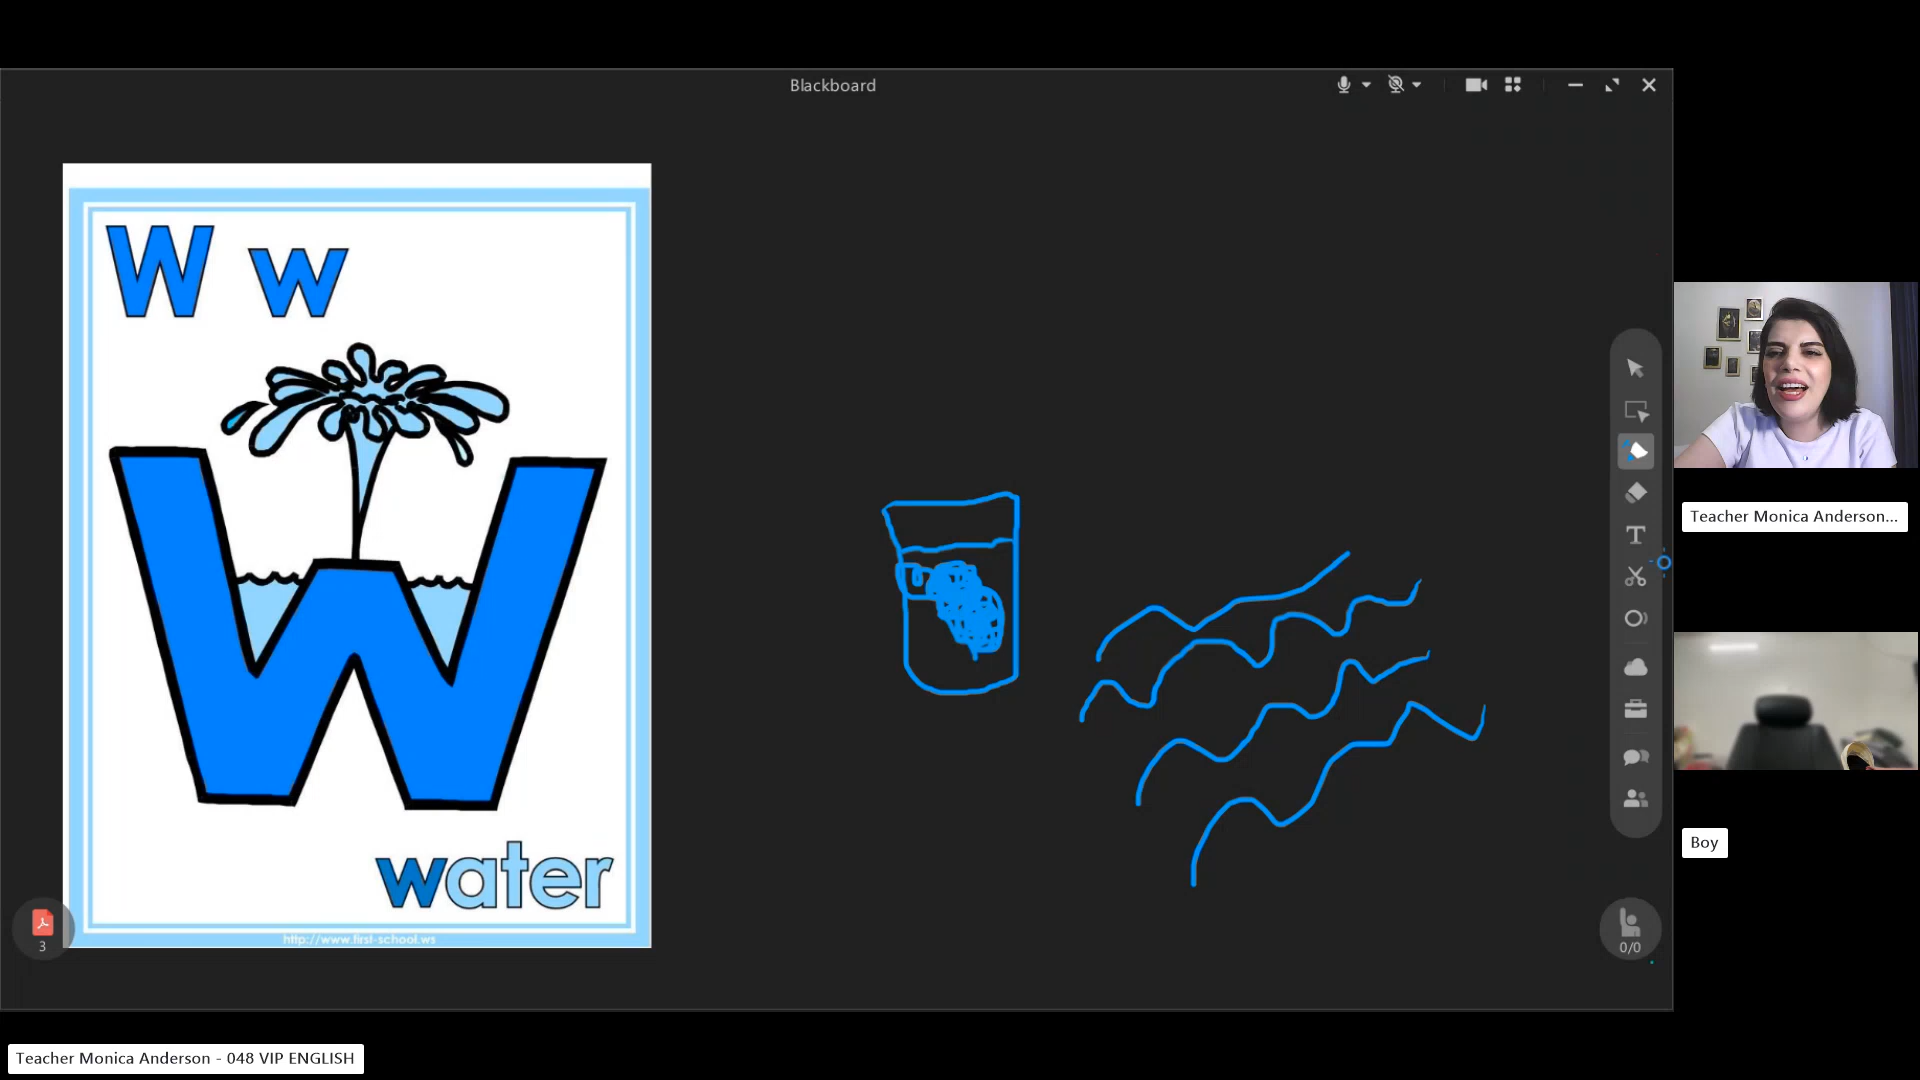 Blackboard
W w
water
http://www.first-school.ws
3
0/0
Teacher Monica Anderson...
Boy
Teacher Monica Anderson - 048 VIP ENGLISH